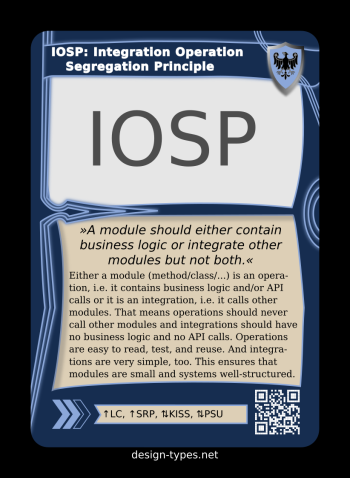 IOSP: Integration Operation
Segregation Principle
IOSP
»A module should either contain
business logic or integrate other
modules but not both.«
Either a module (method/class/...) is an opera-
tion, i.e. it contains business logic and/or API
calls or it is an integration, i.e. it calls other
modules. That means operations should never
call other modules and integrations should have
no business logic and no API calls. Operations
are easy to read, test, and reuse. And integra-
tions are very simple, too. This ensures that
modules are small and systems well-structured.
↑LC, ↑SRP, ⇅KISS, ⇅PSU
design-types.net